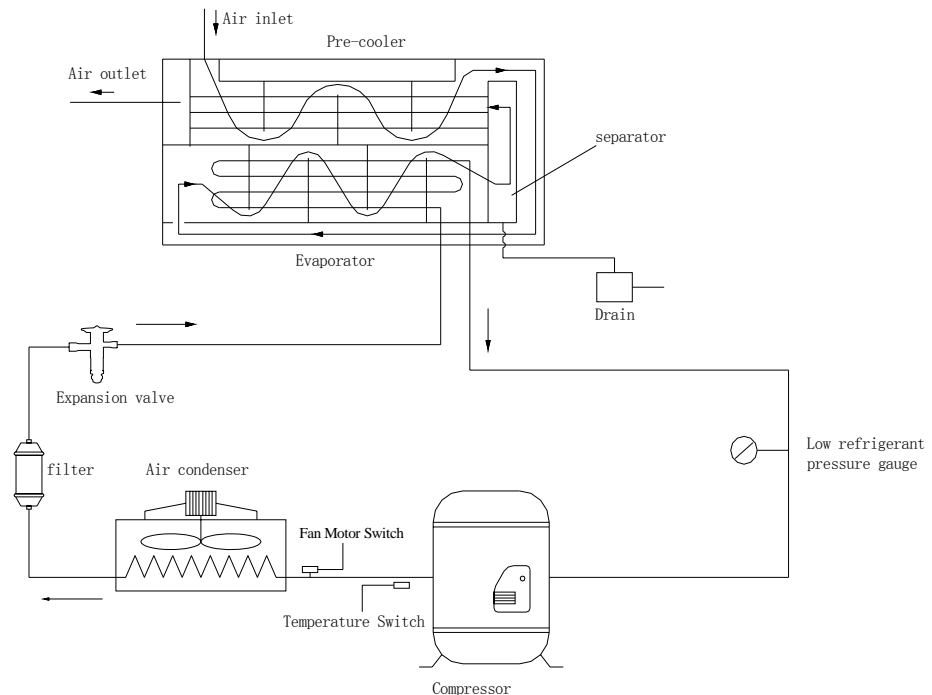 Air inlet
Pre-cooler
Air outlet
separator
Evaporator
Drain
Expansion valve
Low refrigerant
pressure gauge
filter
Air condenser
Fan Motor Switch
Temperature Switch
Compressor